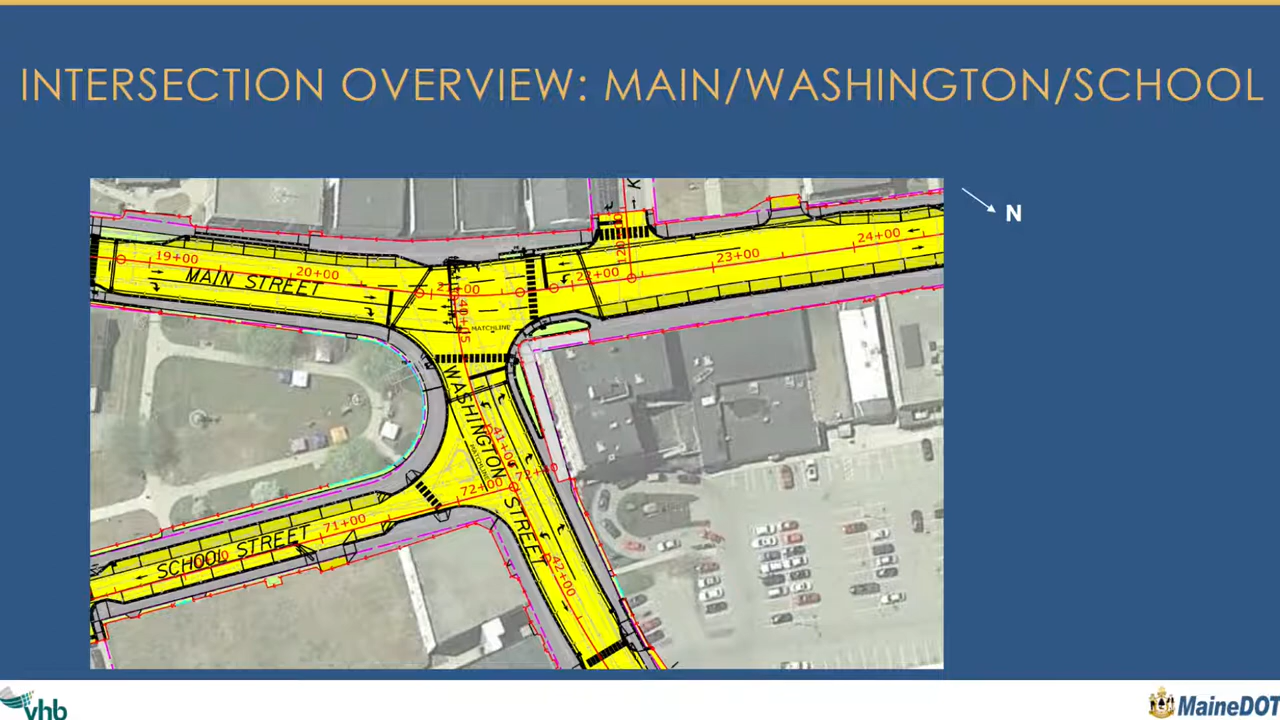 INTERSECTION OVERVIEW: MAIN/WASHINGTON/SCHOOL
N
K
19+00
20+00
22+00
23+00
24+00
MAIN STREET
MATCHLINE
WASHINGTON STREET
41+00
MATCHLINE
72+00
71+00
SCHOOL STREET
42+00
vhb
MaineDOT